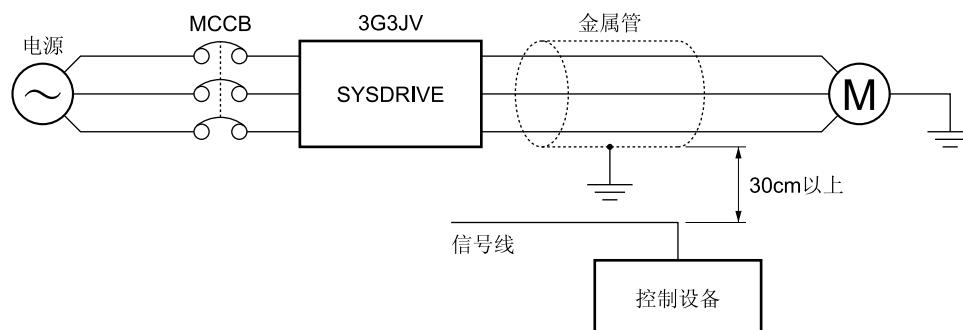 电源
MCCB
3G3JV
金属管
SYSDRIVE
M
30cm以上
信号线
控制设备